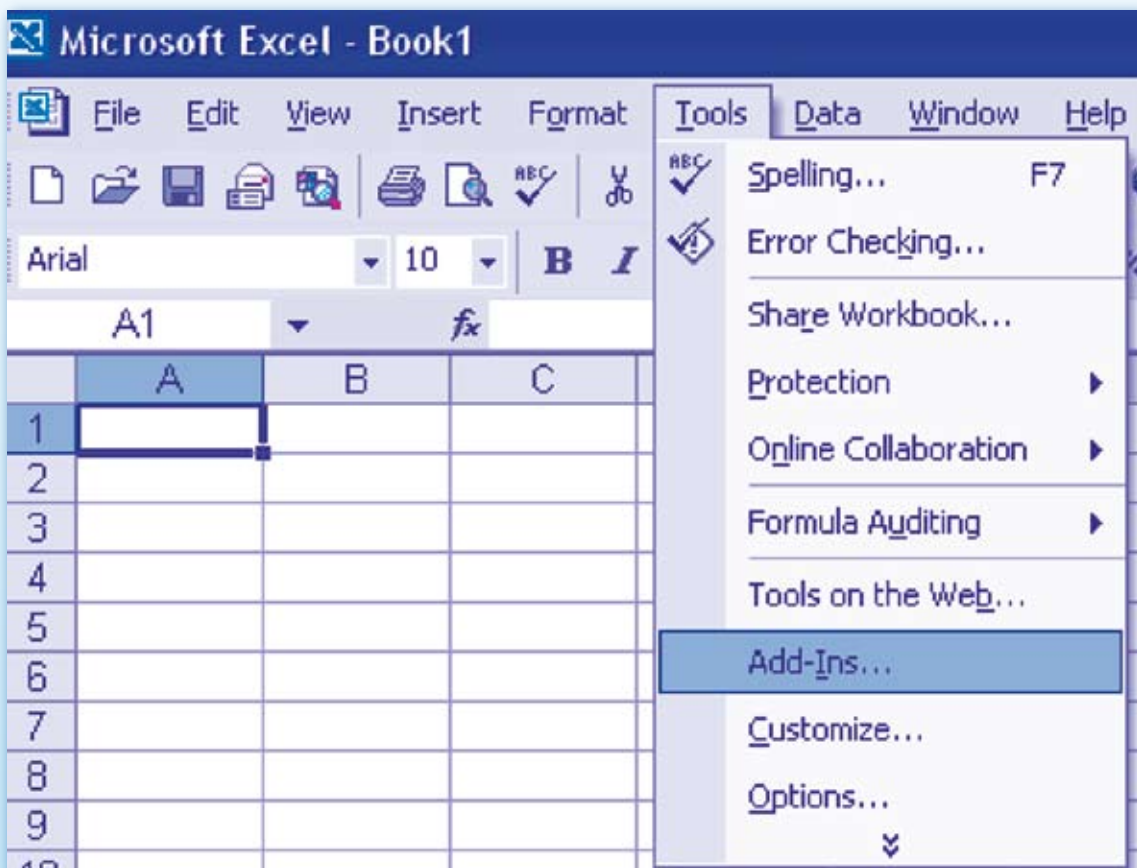 Microsoft Excel - Book1
File Edit View Insert Format Tools Data Window Help
ABC ABC Spelling... F7
Arial 10 B I Error Checking...
A1 fx Share Workbook...
A B C Protection
1
Online Collaboration
2
3 Formula Auditing
4 Tools on the Web...
5
6 Add-Ins...
7 Customize...
8 Options...
9